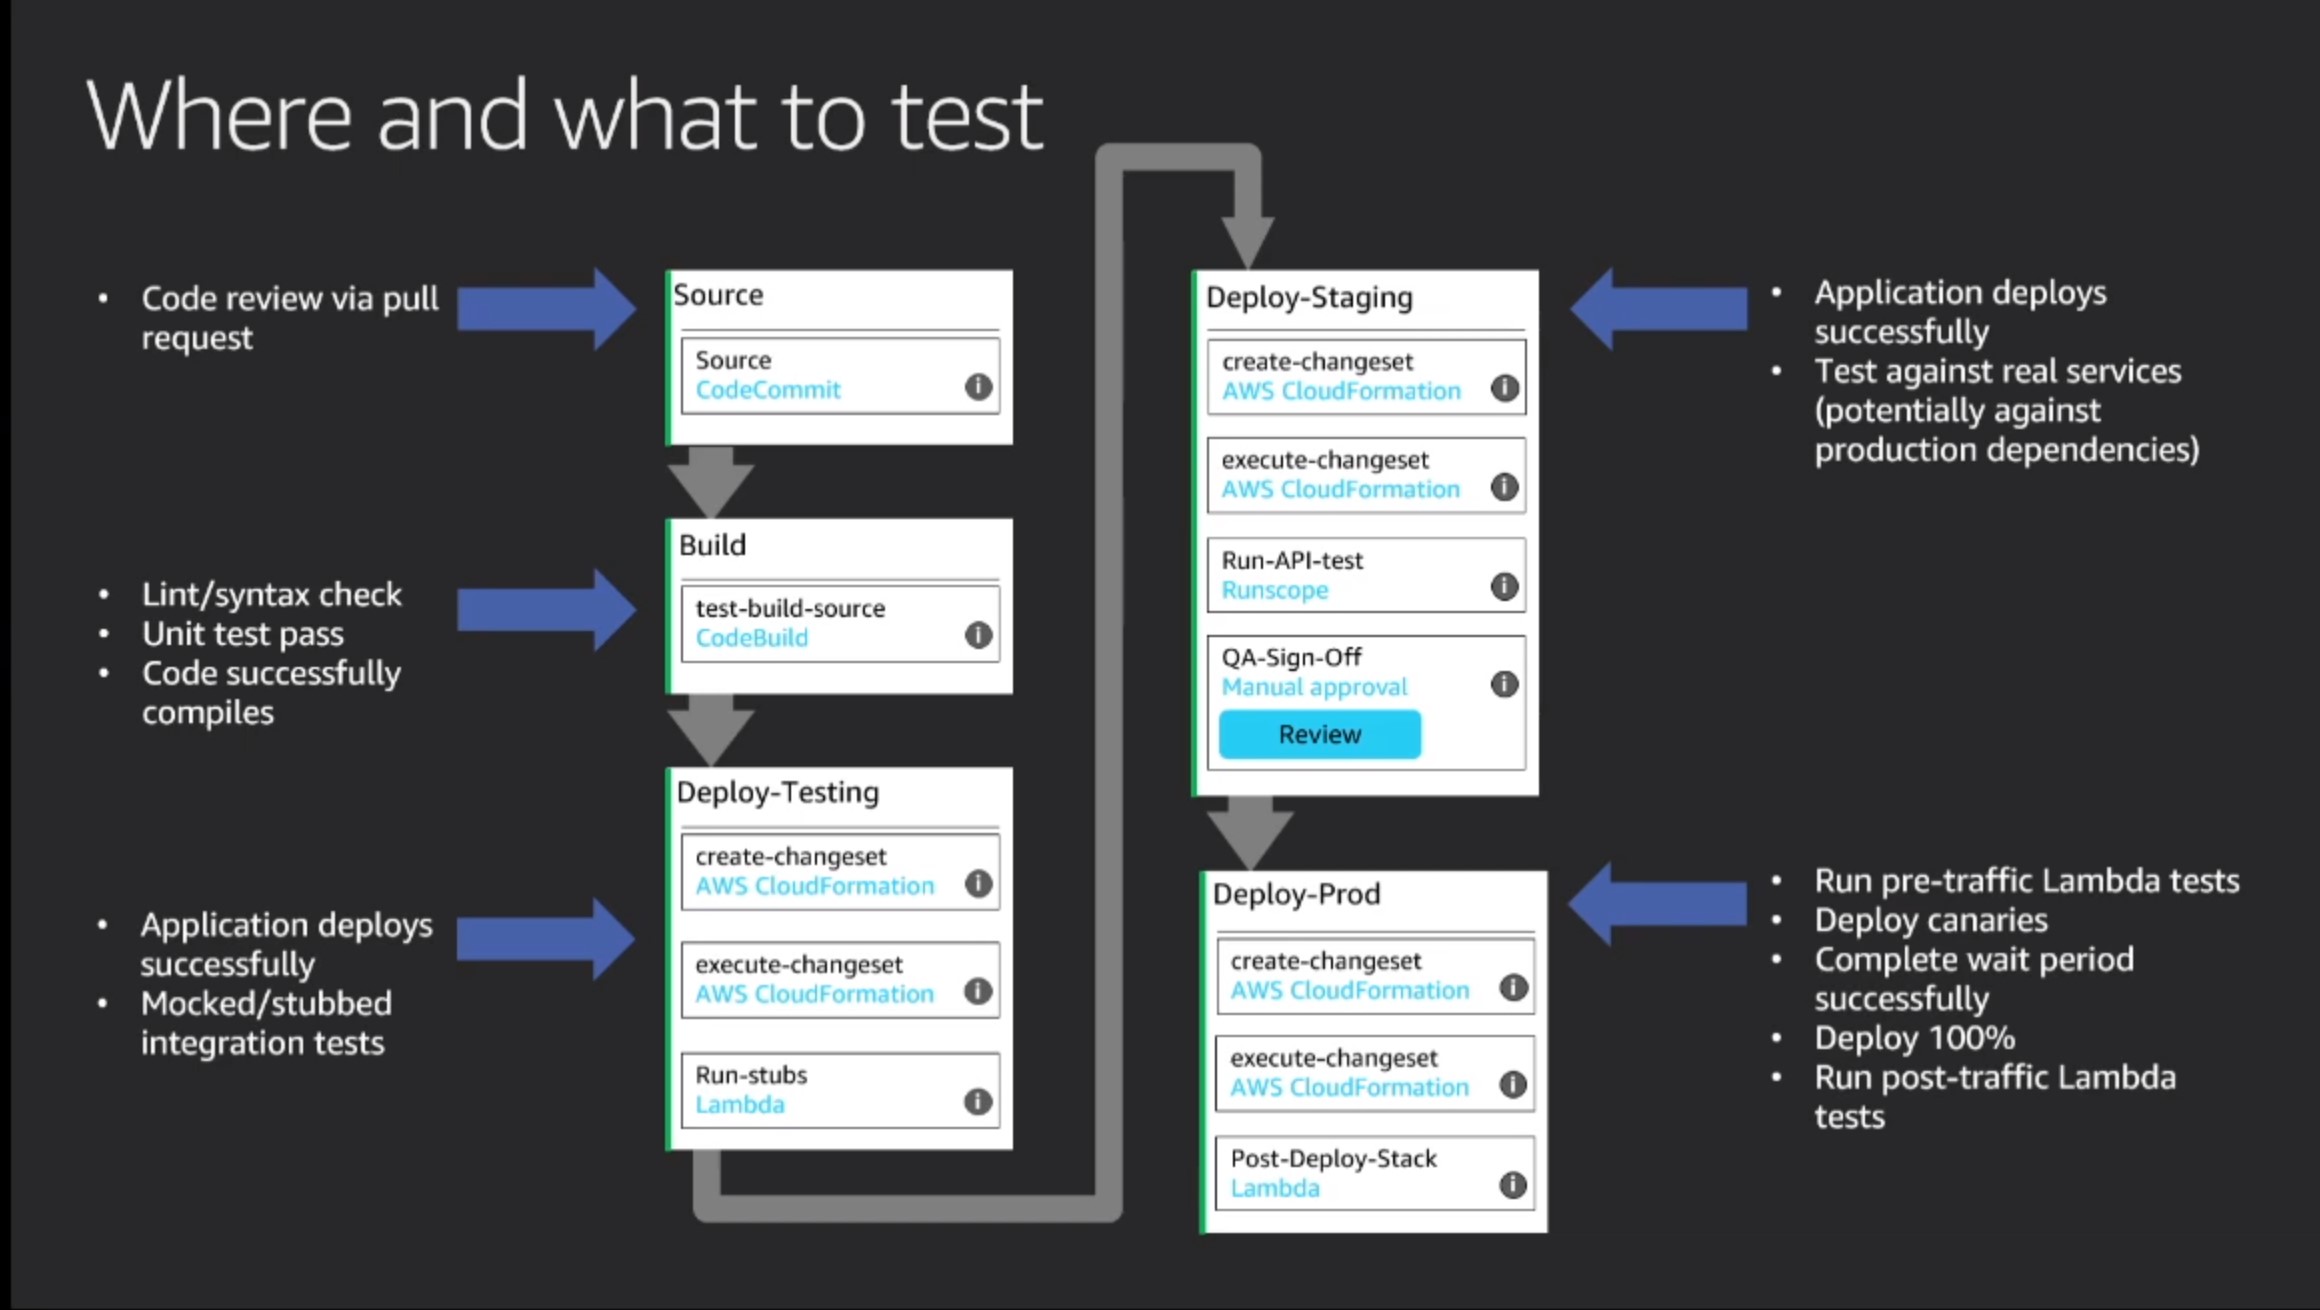 Where and what to test
• Code review via pull
request
Source
Source
CodeCommit
• Lint/syntax check
• Unit test pass
• Code successfully
compiles
Build
test-build-source
CodeBuild
• Application deploys
successfully
• Mocked/stubbed
integration tests
Deploy-Testing
create-changeset
AWS CloudFormation
execute-changeset
AWS CloudFormation
Run-stubs
Lambda
Deploy-Staging
create-changeset
AWS CloudFormation
execute-changeset
AWS CloudFormation
Run-API-test
Runscope
QA-Sign-Off
Manual approval
Review
• Application deploys
successfully
• Test against real services
(potentially against
production dependencies)
Deploy-Prod
create-changeset
AWS CloudFormation
execute-changeset
AWS CloudFormation
Post-Deploy-Stack
Lambda
• Run pre-traffic Lambda tests
• Deploy canaries
• Complete wait period
successfully
• Deploy 100%
• Run post-traffic Lambda
tests